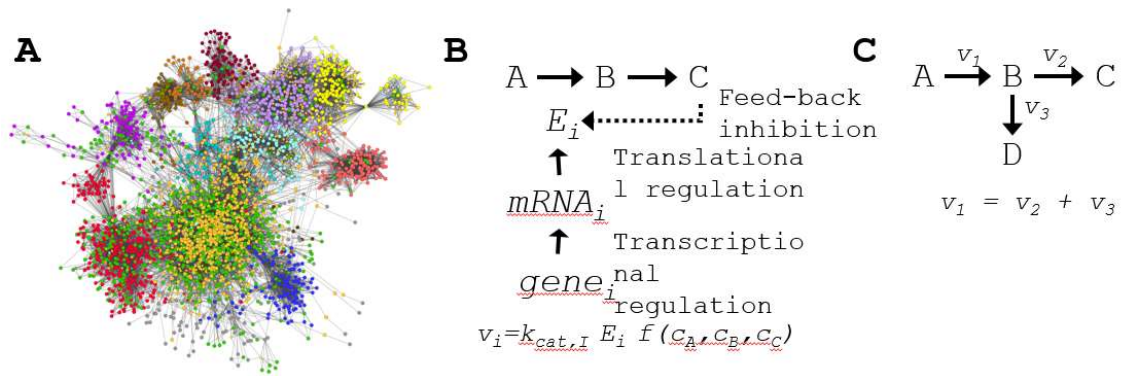 A
B
A → B → C
E_i
Feed-back
inhibition
Translationa
l regulation
mRNA_i
Transcriptio
nal
regulation
gene_i
v_i=k_cat,I E_i f(c_A,c_B,c_C)
C
v_1 v_2
A → B → C
v_3
D
v_1 = v_2 + v_3